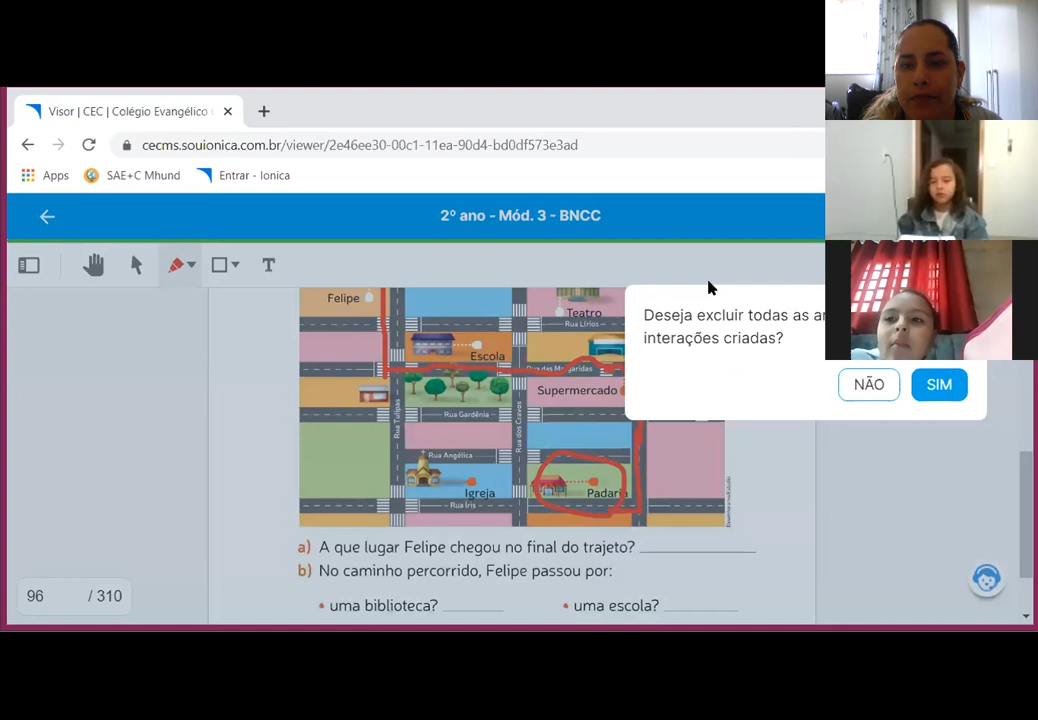 Visor | CEC | Colégio Evangélico
cecms.souionica.com.br/viewer/2e46ee30-00c1-11ea-90d4-bd0df573e3ad
Apps SAE+C Mhund Entrar - Ionica
2º ano - Mód. 3 - BNCC
T
Felipe
Teatro
Rua Lírios
Deseja excluir todas as
interações criadas?
Escola
Rua das Margaridas
NÃO SIM
Supermercado
Rua Tulipas
Rua Gardênia
Rua dos Cravos
Rua Angélica
Igreja
Padaria
Rua Íris
a) A que lugar Felipe chegou no final do trajeto?
b) No caminho percorrido, Felipe passou por:
• uma biblioteca? • uma escola?
96 / 310